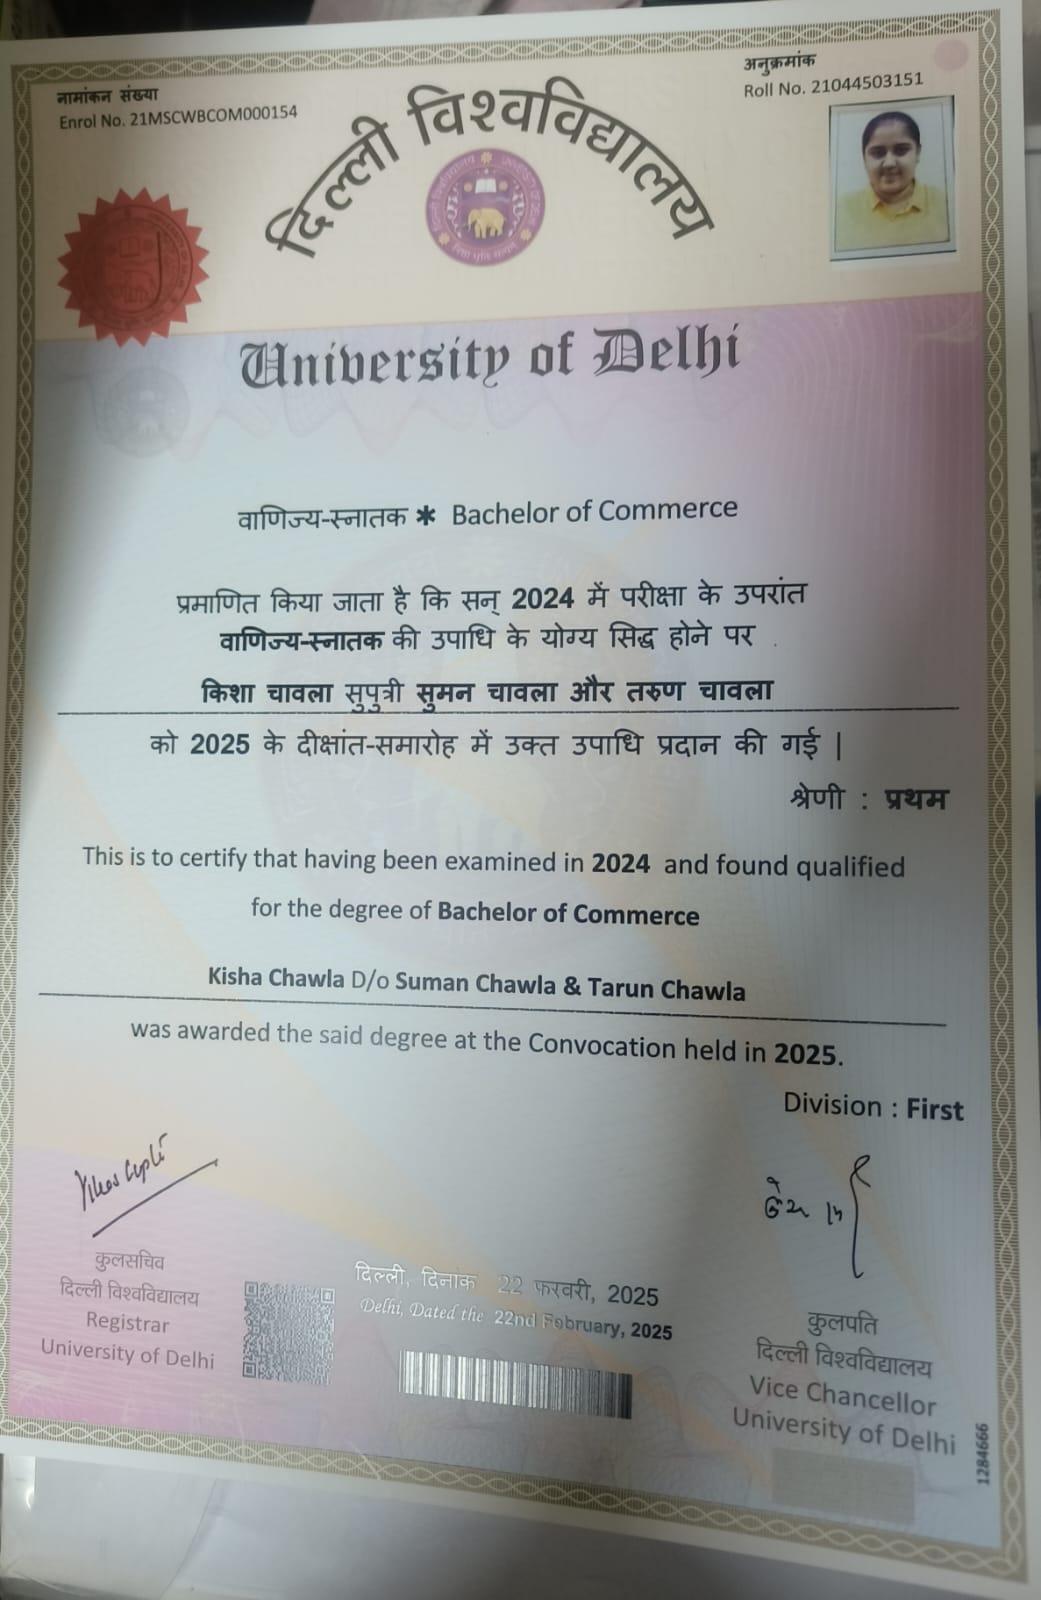 नामांकन संख्या
Enrol No. 21MSCWBCOM000154
अनुक्रमांक
Roll No. 21044503151
दिल्ली विश्वविद्यालय
University of Delhi
वाणिज्य-स्नातक * Bachelor of Commerce
प्रमाणित किया जाता है कि सन् 2024 में परीक्षा के उपरांत
वाणिज्य-स्नातक की उपाधि के योग्य सिद्ध होने पर
किशा चावला सुपुत्री सुमन चावला और तरुण चावला
को 2025 के दीक्षांत-समारोह में उक्त उपाधि प्रदान की गई |
श्रेणी : प्रथम
This is to certify that having been examined in 2024 and found qualified
for the degree of Bachelor of Commerce
Kisha Chawla D/o Suman Chawla & Tarun Chawla
was awarded the said degree at the Convocation held in 2025.
Division : First
कुलसचिव
दिल्ली विश्वविद्यालय
Registrar
University of Delhi
दिल्ली, दिनांक 22 फरवरी, 2025
Delhi, Dated the 22nd February, 2025
कुलपति
दिल्ली विश्वविद्यालय
Vice Chancellor
University of Delhi
1284666